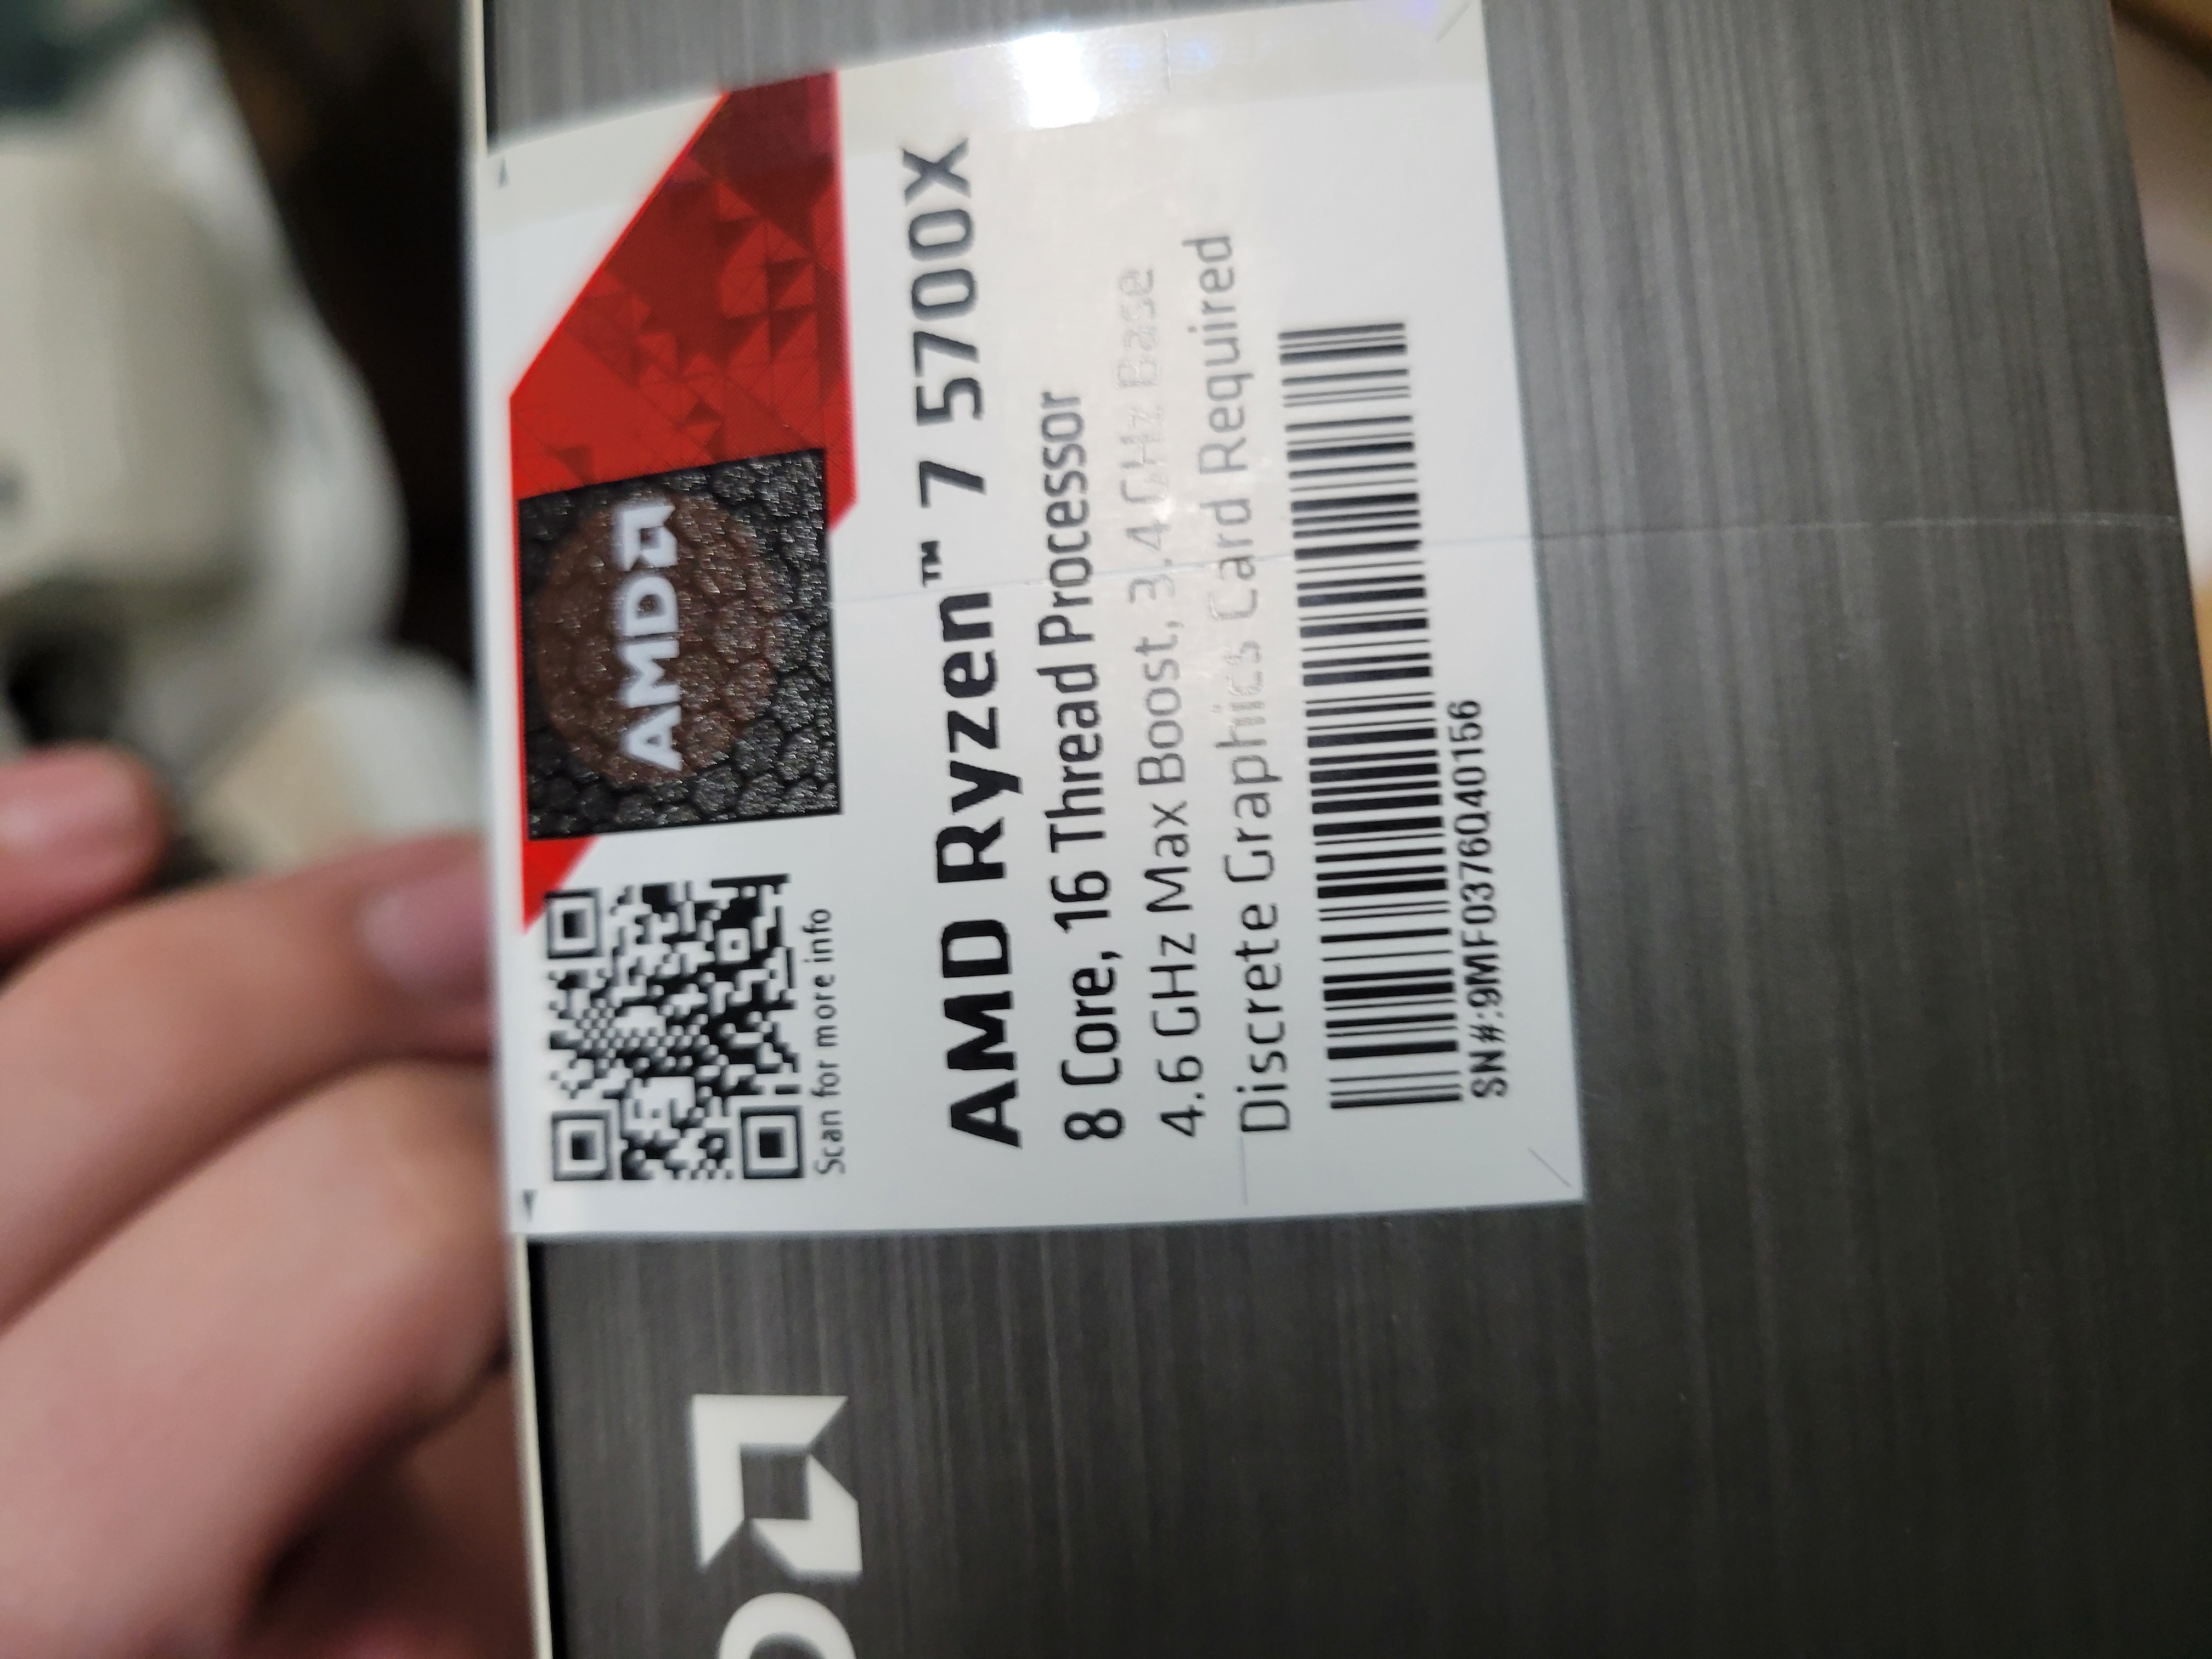 AMD
Scan for more info
AMD Ryzen™ 7 5700X
8 Core, 16 Thread Processor
4.6 GHz Max Boost, 3.4 GHz Base
Discrete Graphics Card Required
SN#:9MF0376Q40156